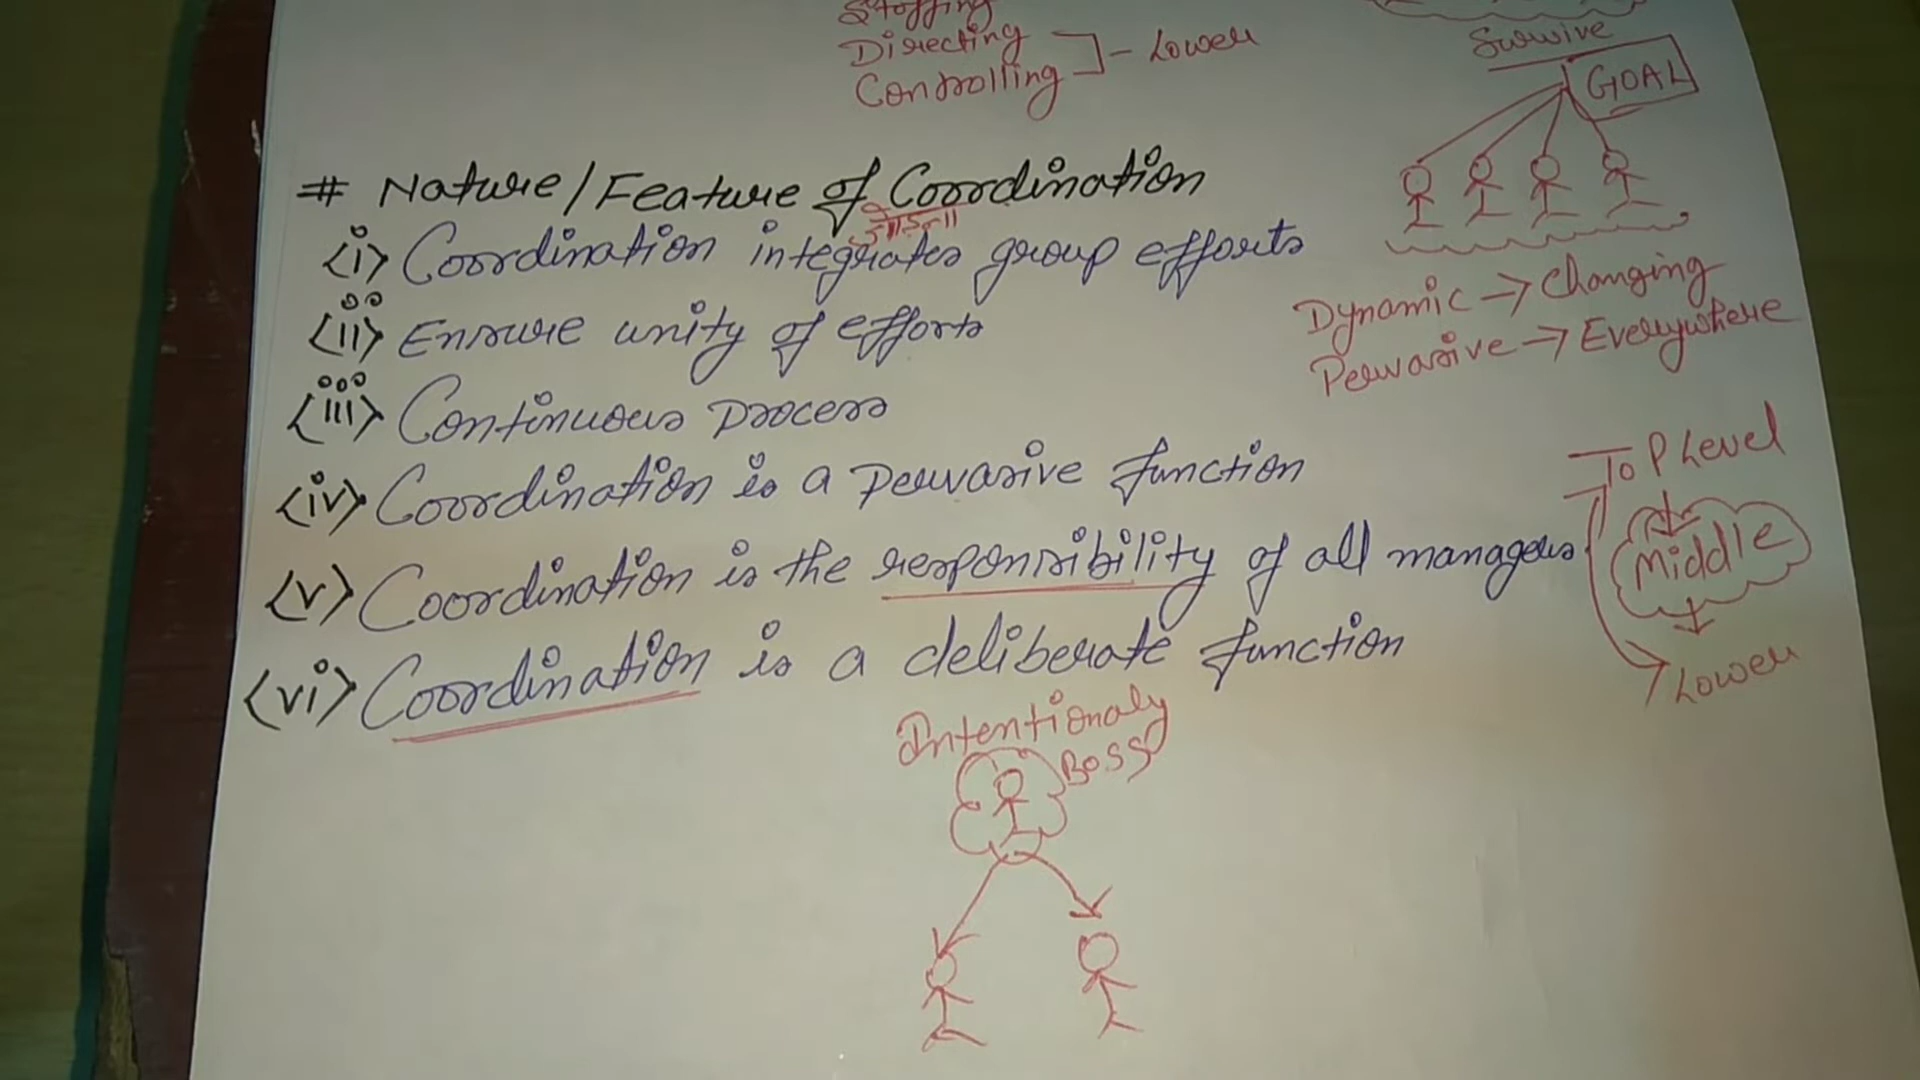 Staffing
Directing
Controlling
- Lower
Survive
GOAL
# Nature/Feature of Coordination
<i> Coordination integrates group efforts
<ii> Ensure unity of efforts
<iii> Continuous process
<iv> Coordination is a pervasive function
<v> Coordination is the responsibility of all managers
<vi> Coordination is a deliberate function
Dynamic → Changing
Pervasive → Everywhere
Top Level
Middle
Lower
Intentionaly
Boss